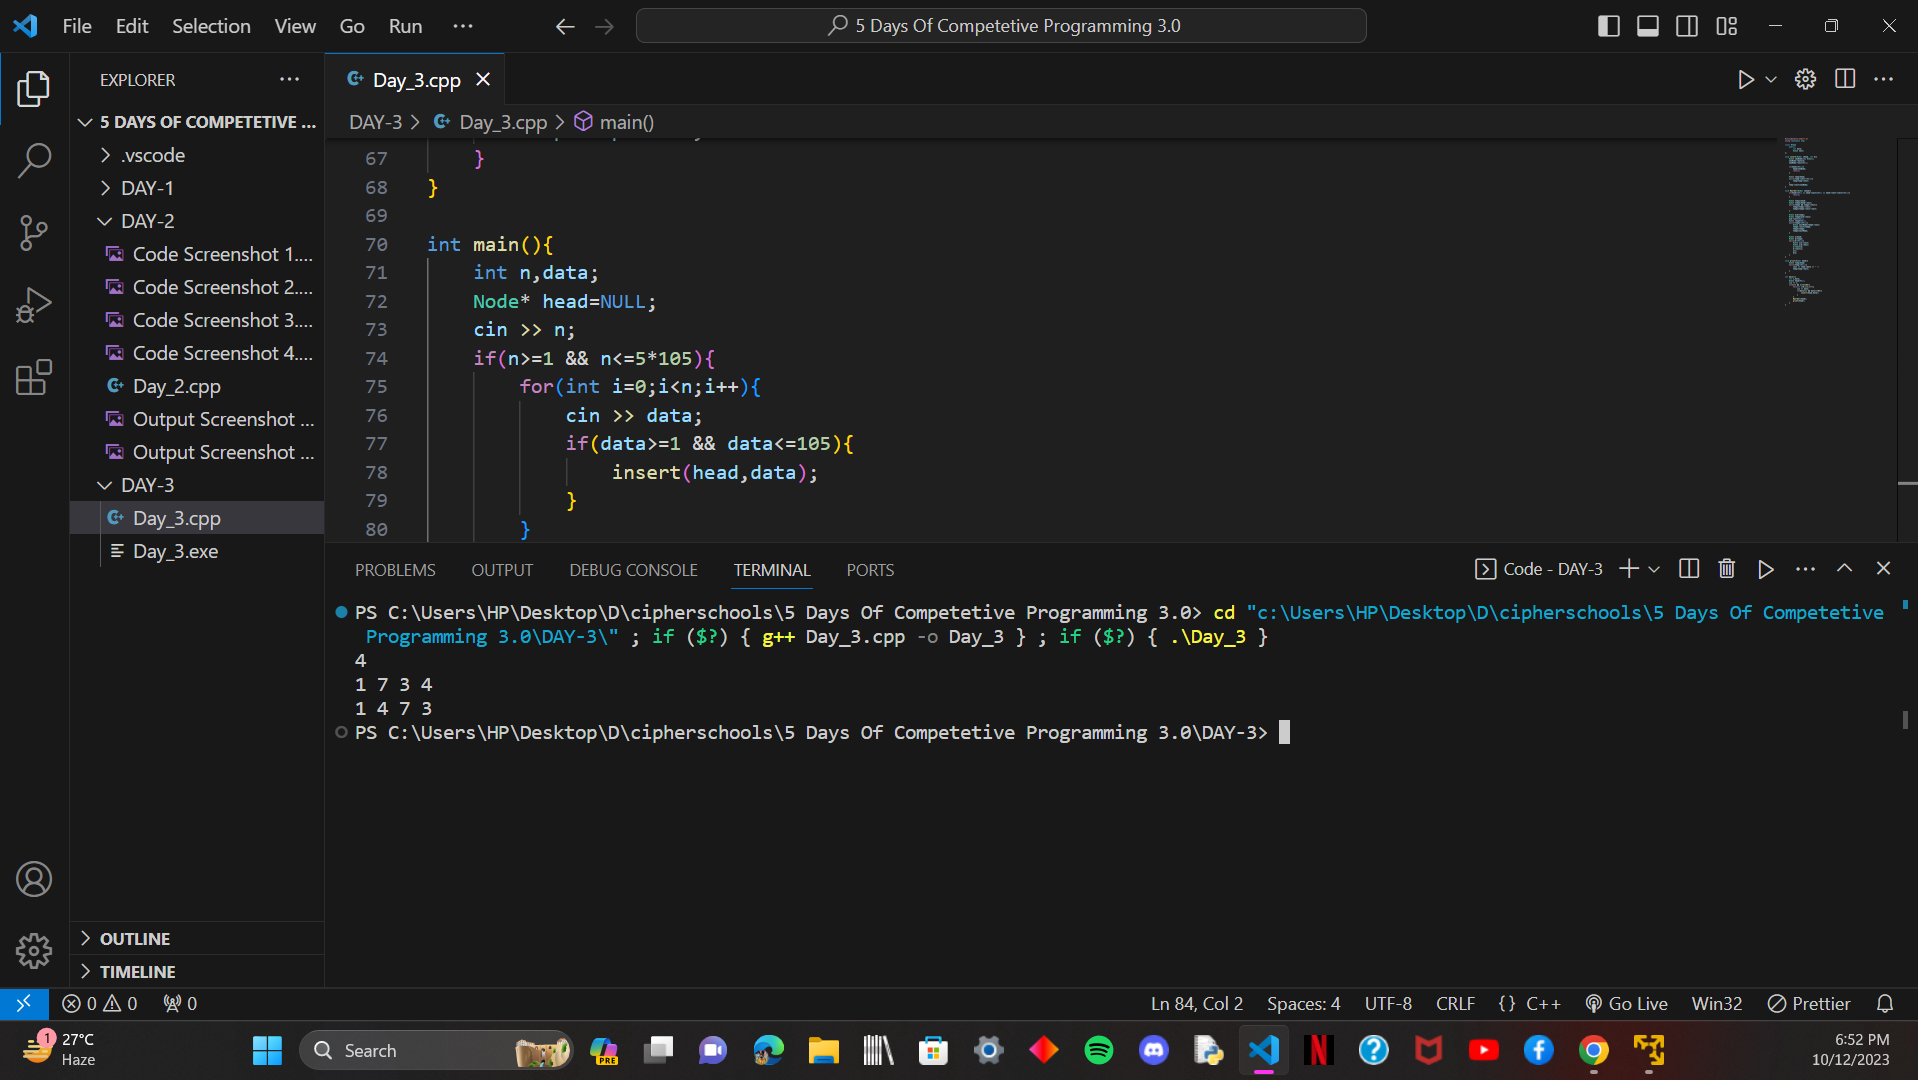 File Edit Selection View Go Run ···
5 Days Of Competetive Programming 3.0
EXPLORER
5 DAYS OF COMPETETIVE ...
.vscode
DAY-1
DAY-2
Code Screenshot 1....
Code Screenshot 2....
Code Screenshot 3....
Code Screenshot 4....
Day_2.cpp
Output Screenshot ...
Output Screenshot ...
DAY-3
Day_3.cpp
Day_3.exe
OUTLINE
TIMELINE
Day_3.cpp
DAY-3 > Day_3.cpp > main()
67 }
68 }
69
70 int main(){
71 int n,data;
72 Node* head=NULL;
73 cin >> n;
74 if(n>=1 && n<=5*105){
75 for(int i=0;i<n;i++){
76 cin >> data;
77 if(data>=1 && data<=105){
78 insert(head,data);
79 }
80 }
PROBLEMS OUTPUT DEBUG CONSOLE TERMINAL PORTS
Code - DAY-3
PS C:\Users\HP\Desktop\D\cipherschools\5 Days Of Competetive Programming 3.0> cd "c:\Users\HP\Desktop\D\cipherschools\5 Days Of Competetive
Programming 3.0\DAY-3\" ; if ($?) { g++ Day_3.cpp -o Day_3 } ; if ($?) { .\Day_3 }
4
1 7 3 4
1 4 7 3
PS C:\Users\HP\Desktop\D\cipherschools\5 Days Of Competetive Programming 3.0\DAY-3>
0 0 0
Ln 84, Col 2 Spaces: 4 UTF-8 CRLF {} C++ Go Live Win32 Prettier
1
27°C
Haze
Search
PRE
6:52 PM
10/12/2023